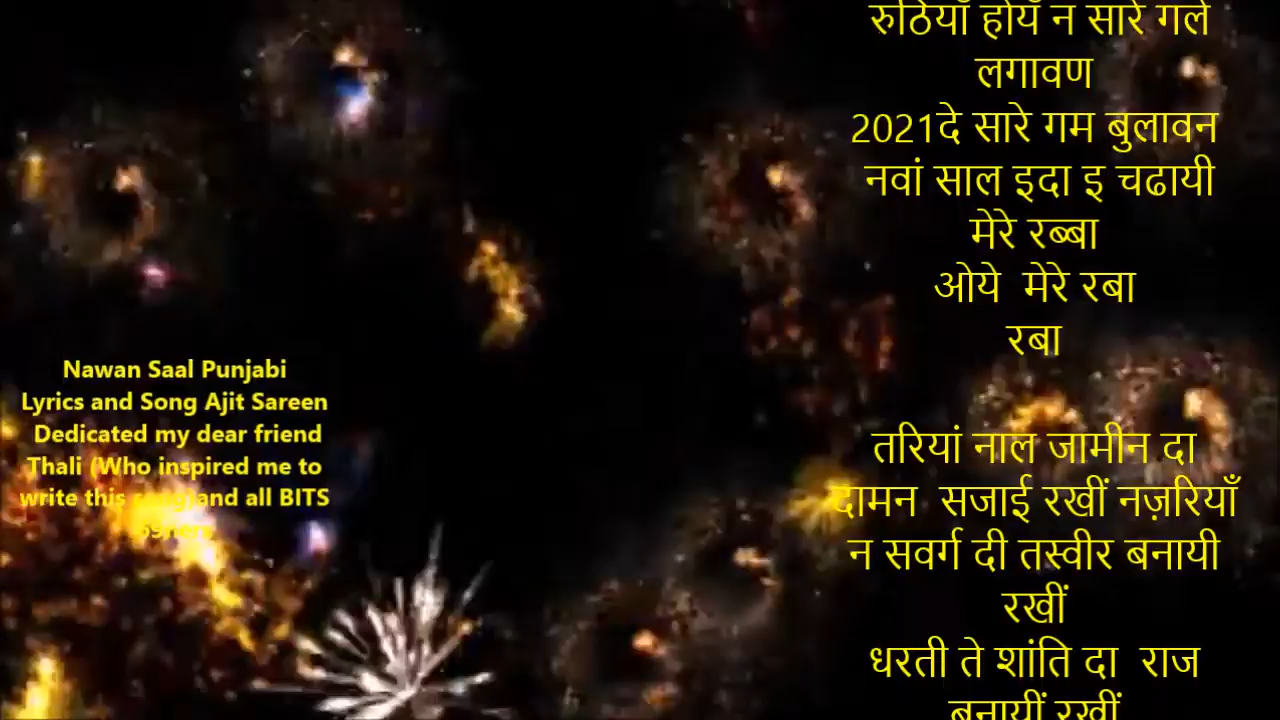 रुठियाँ होयँ न सारे गले
लगावण
2021दे सारे गम बुलावन
नवां साल इदा इ चढायी
मेरे रब्बा
ओये मेरे रबा
रबा
तरियां नाल जामीन दा
दामन सजाई रखीं नज़रियाँ
न सवर्ग दी तस्वीर बनायी
रखीं
धरती ते शांति दा राज
बनायीं रखीं
Nawan Saal Punjabi
Lyrics and Song Ajit Sareen
Dedicated my dear friend
Thali (Who inspired me to
write this song)and all BITS